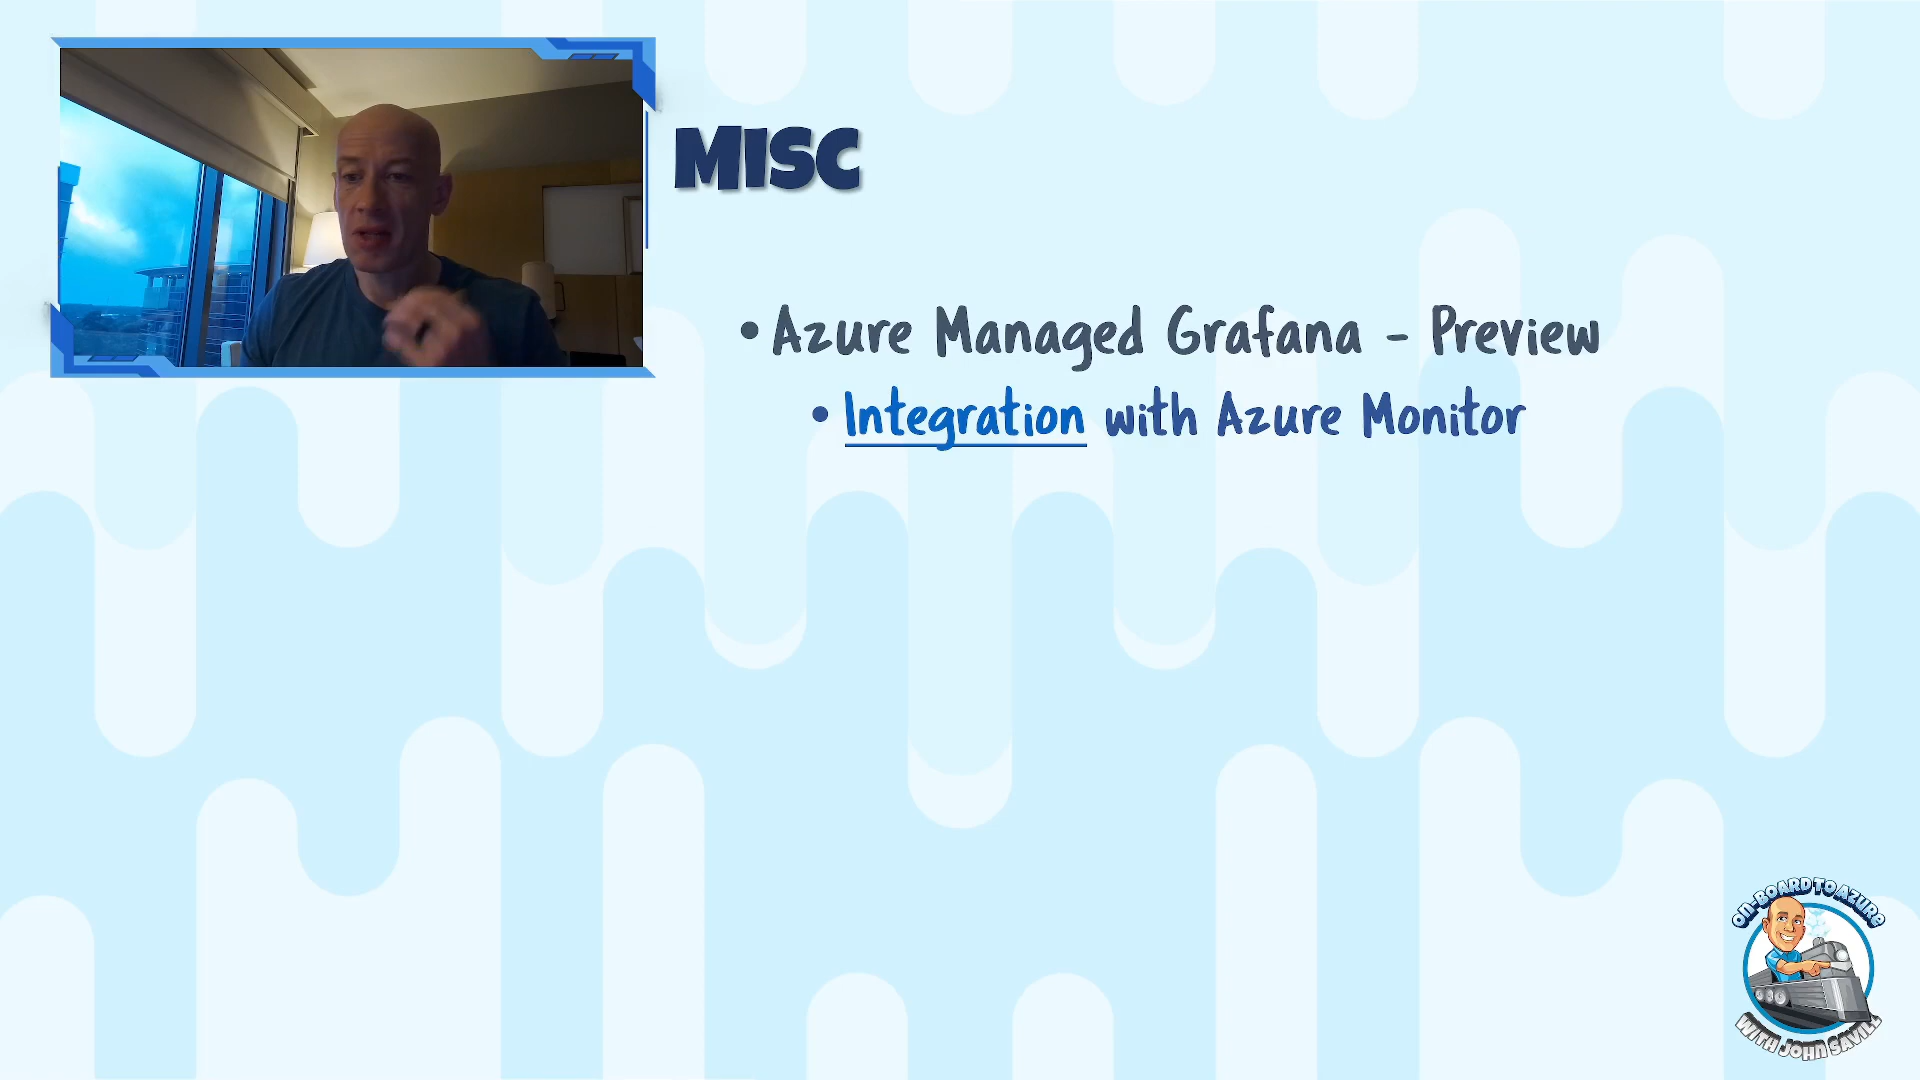 MISC
• Azure Managed Grafana - Preview
• Integration with Azure Monitor
ON-BOARD TO AZURE
WITH JOHN SAVILL